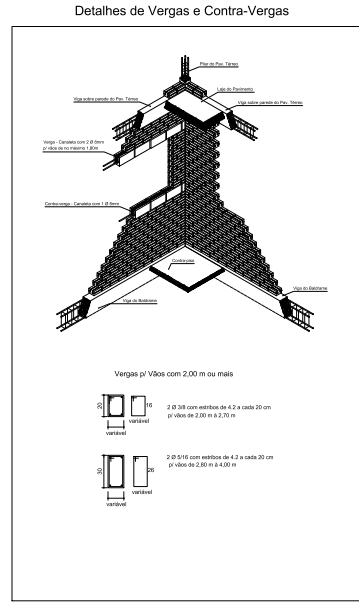 Detalhes de Vergas e Contra-Vergas
Pilar do Pav. Térreo
Laje do Pavimento
Viga sobre parede do Pav. Térreo
Viga sobre parede do Pav. Térreo
Verga - Canaleta com 2 Ø 6mm
p/ vãos de no máximo 1,80m
Contra-verga - Canaleta com 1 Ø 6mm
Contra-piso
Viga do Baldrame
Viga do Baldrame
Vergas p/ Vãos com 2,00 m ou mais
20
16
variável
variável
2 Ø 3/8 com estribos de 4.2 a cada 20 cm
p/ vãos de 2,00 m à 2,70 m
30
26
variável
variável
2 Ø 5/16 com estribos de 4.2 a cada 20 cm
p/ vãos de 2,80 m à 4,00 m